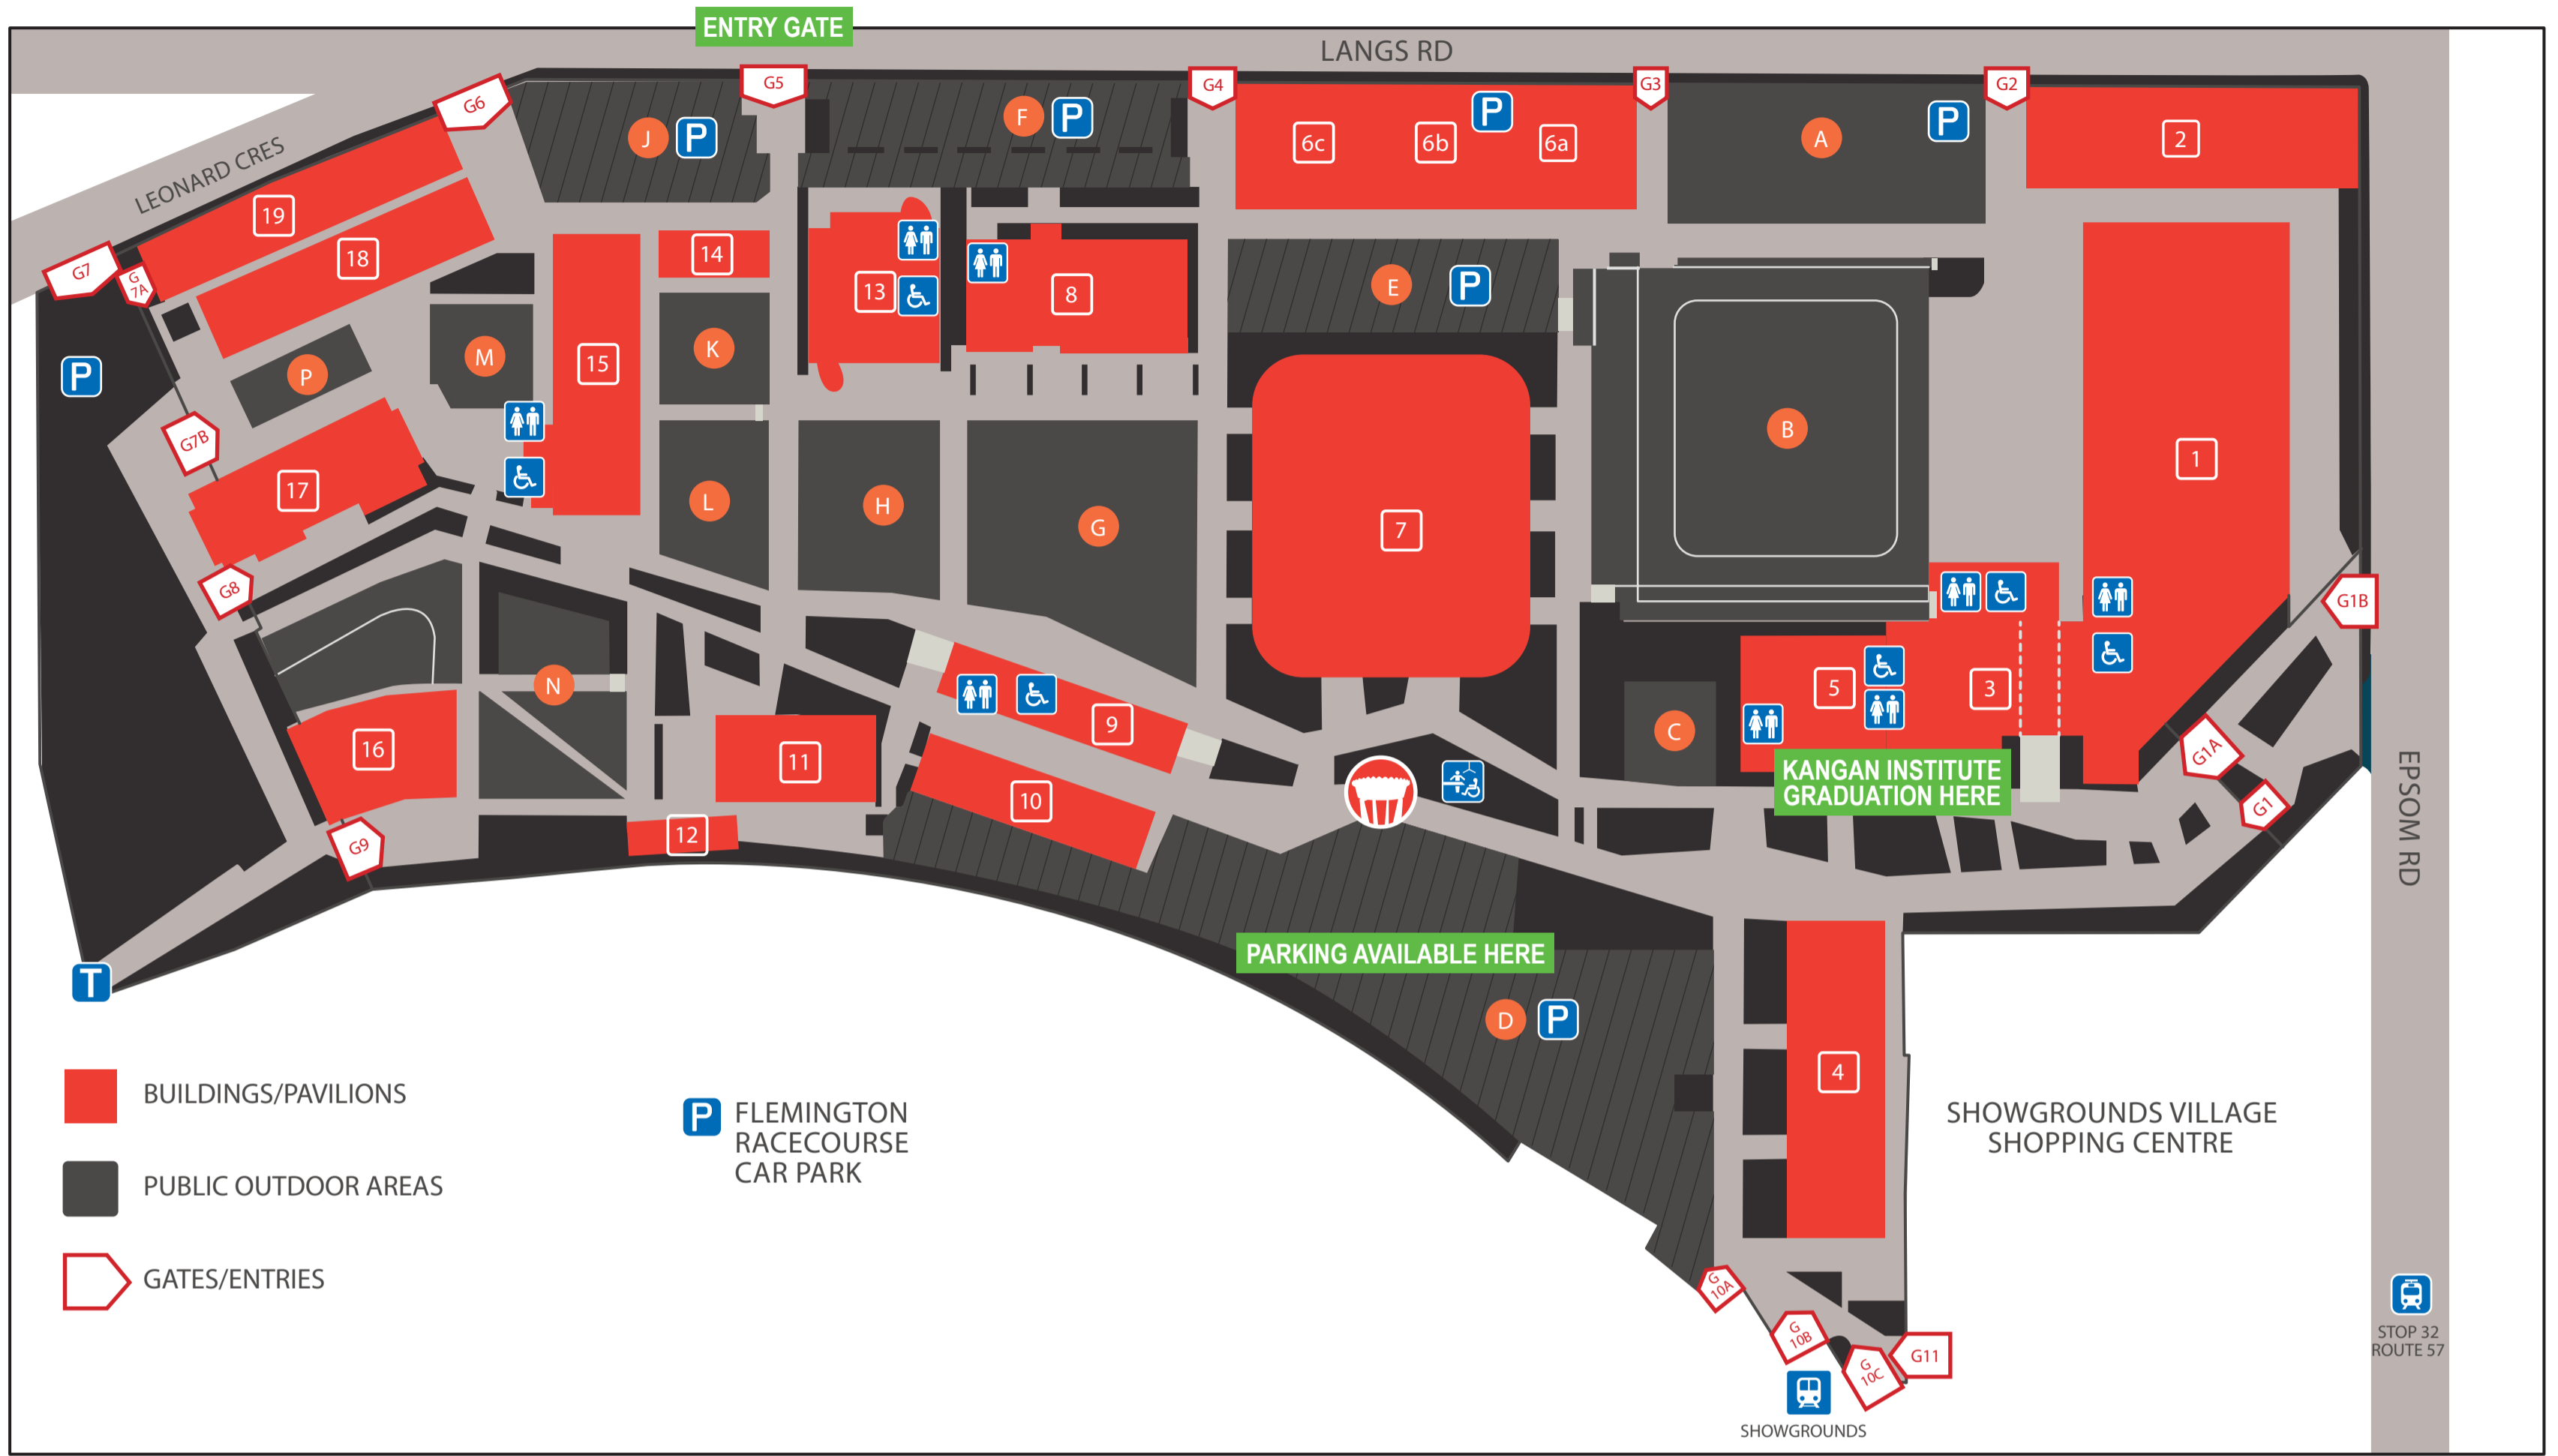 ENTRY GATE
LANGS RD
LEONARD CRES
G6
G5
G4
G3
G2
J P
F P
6c 6b P 6a
A P
2
19
18
G7
G 7A
14
13
8
E P
M
15
K
P
P
B
1
G7B
17
L
H
G
7
G8
G1B
N
16
11
9
10
12
5
3
C
G9
G1A
G1
KANGAN INSTITUTE
GRADUATION HERE
EPSOM RD
PARKING AVAILABLE HERE
T
D P
4
BUILDINGS/PAVILIONS
PUBLIC OUTDOOR AREAS
GATES/ENTRIES
P FLEMINGTON
RACECOURSE
CAR PARK
SHOWGROUNDS VILLAGE
SHOPPING CENTRE
G 10A
G 10B
G 10C
G11
SHOWGROUNDS
STOP 32
ROUTE 57